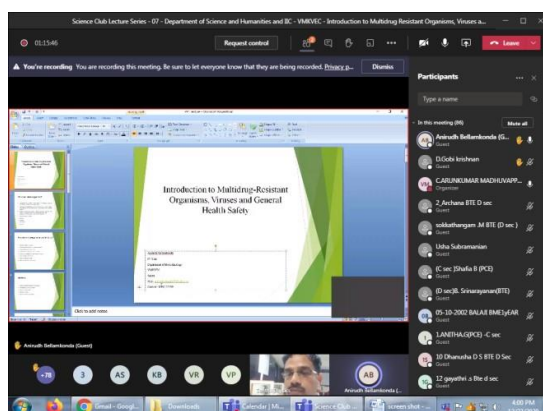 Science Club Lecture Series - 07 - Department of Science and Humanities and IIC - VMKVEC - Introduction to Multidrug Resistant Organisms, Viruses a...
01:15:46
Request control
Leave
You're recording You are recording this meeting. Be sure to let everyone know that they are being recorded. Privacy p...
Dismiss
Participants
Type a name
In this meeting (86)
Mute all
Anirudh Bellamkonda (G...
Guest
D.Gobi krishnan
Guest
C.ARUNKUMAR MADHUVAPP...
Organizer
2_Archana BTE D sec
Guest
sokkuthangam .M BTE (D sec )
Guest
Usha Subramanian
Guest
(C sec )Shafia B (PCE)
Guest
(D sec)B. Srinarayanan(BTE)
Guest
05-10-2002 BALAJI BME1yEAR
Guest
1.ANITHA.G(PCE) -C sec
Guest
10 Dhanusha D S BTE D Sec
Guest
12 gayathri .s Bte d sec
Introduction to Multidrug-Resistant
Organisms, Viruses and General
Health Safety
Click to add notes
Anirudh Bellamkonda (Guest)
+78
3
AS
KB
VR
VP
AB
Anirudh Bellamkonda (...
Gmail - Googl...
Downloads
Calendar | Mi...
Science Club ...
screen shot - ...
4:00 PM